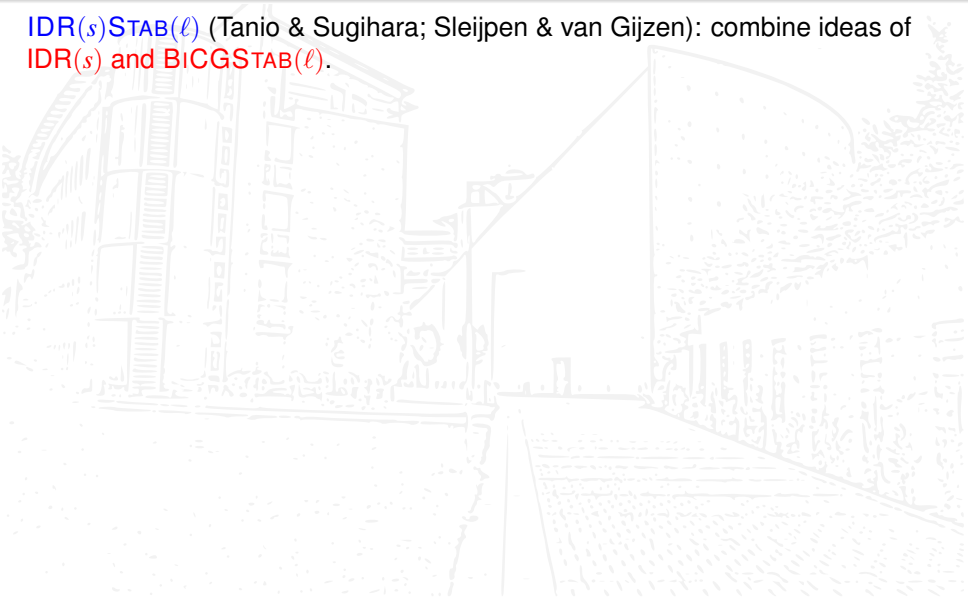 IDR(s)STAB(ℓ) (Tanio & Sugihara; Sleijpen & van Gijzen): combine ideas of
IDR(s) and BICGSTAB(ℓ).